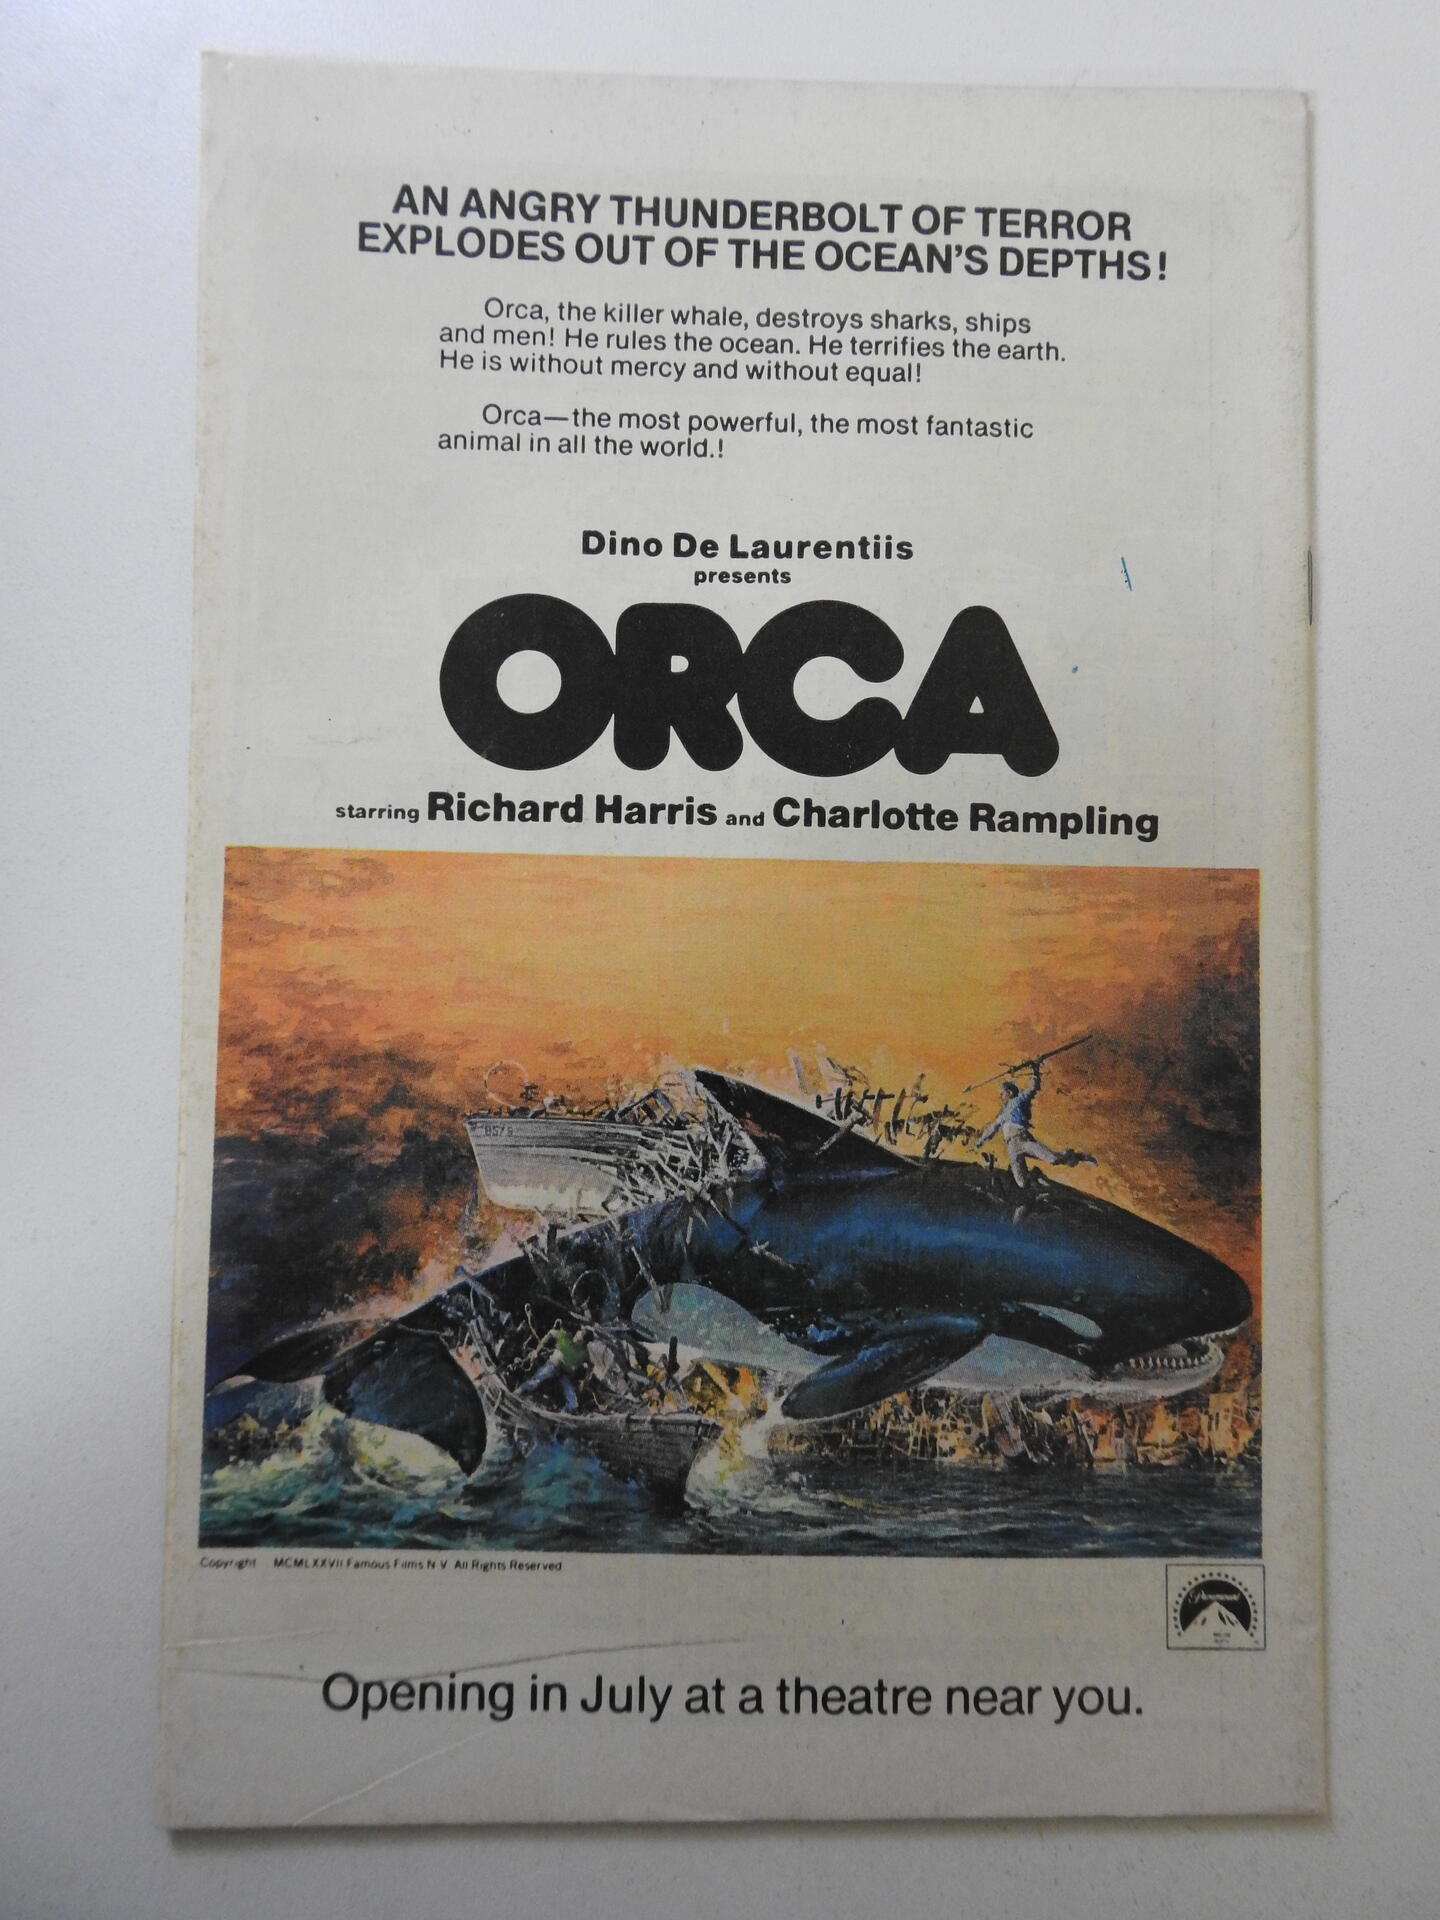 AN ANGRY THUNDERBOLT OF TERROR
EXPLODES OUT OF THE OCEAN'S DEPTHS!
Orca, the killer whale, destroys sharks, ships
and men! He rules the ocean. He terrifies the earth.
He is without mercy and without equal!
Orca—the most powerful, the most fantastic
animal in all the world.!
Dino De Laurentiis
presents
ORCA
starring Richard Harris and Charlotte Rampling
Copyright MCMLXXVII Famous Films N V All Rights Reserved
Paramount
Opening in July at a theatre near you.